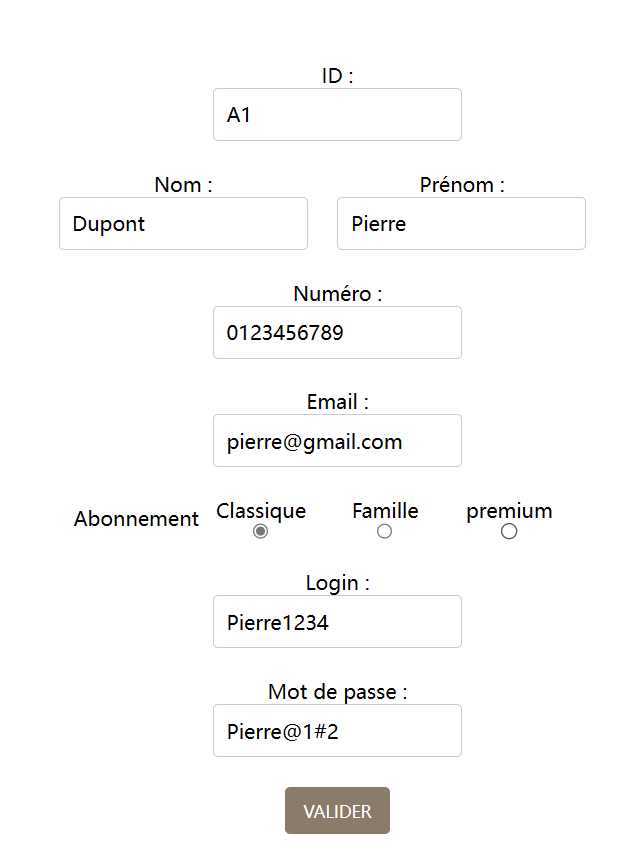 ID :
A1
Nom : Prénom :
Dupont Pierre
Numéro :
0123456789
Email :
pierre@gmail.com
Abonnement Classique Famille premium
Login :
Pierre1234
Mot de passe :
Pierre@1#2
VALIDER